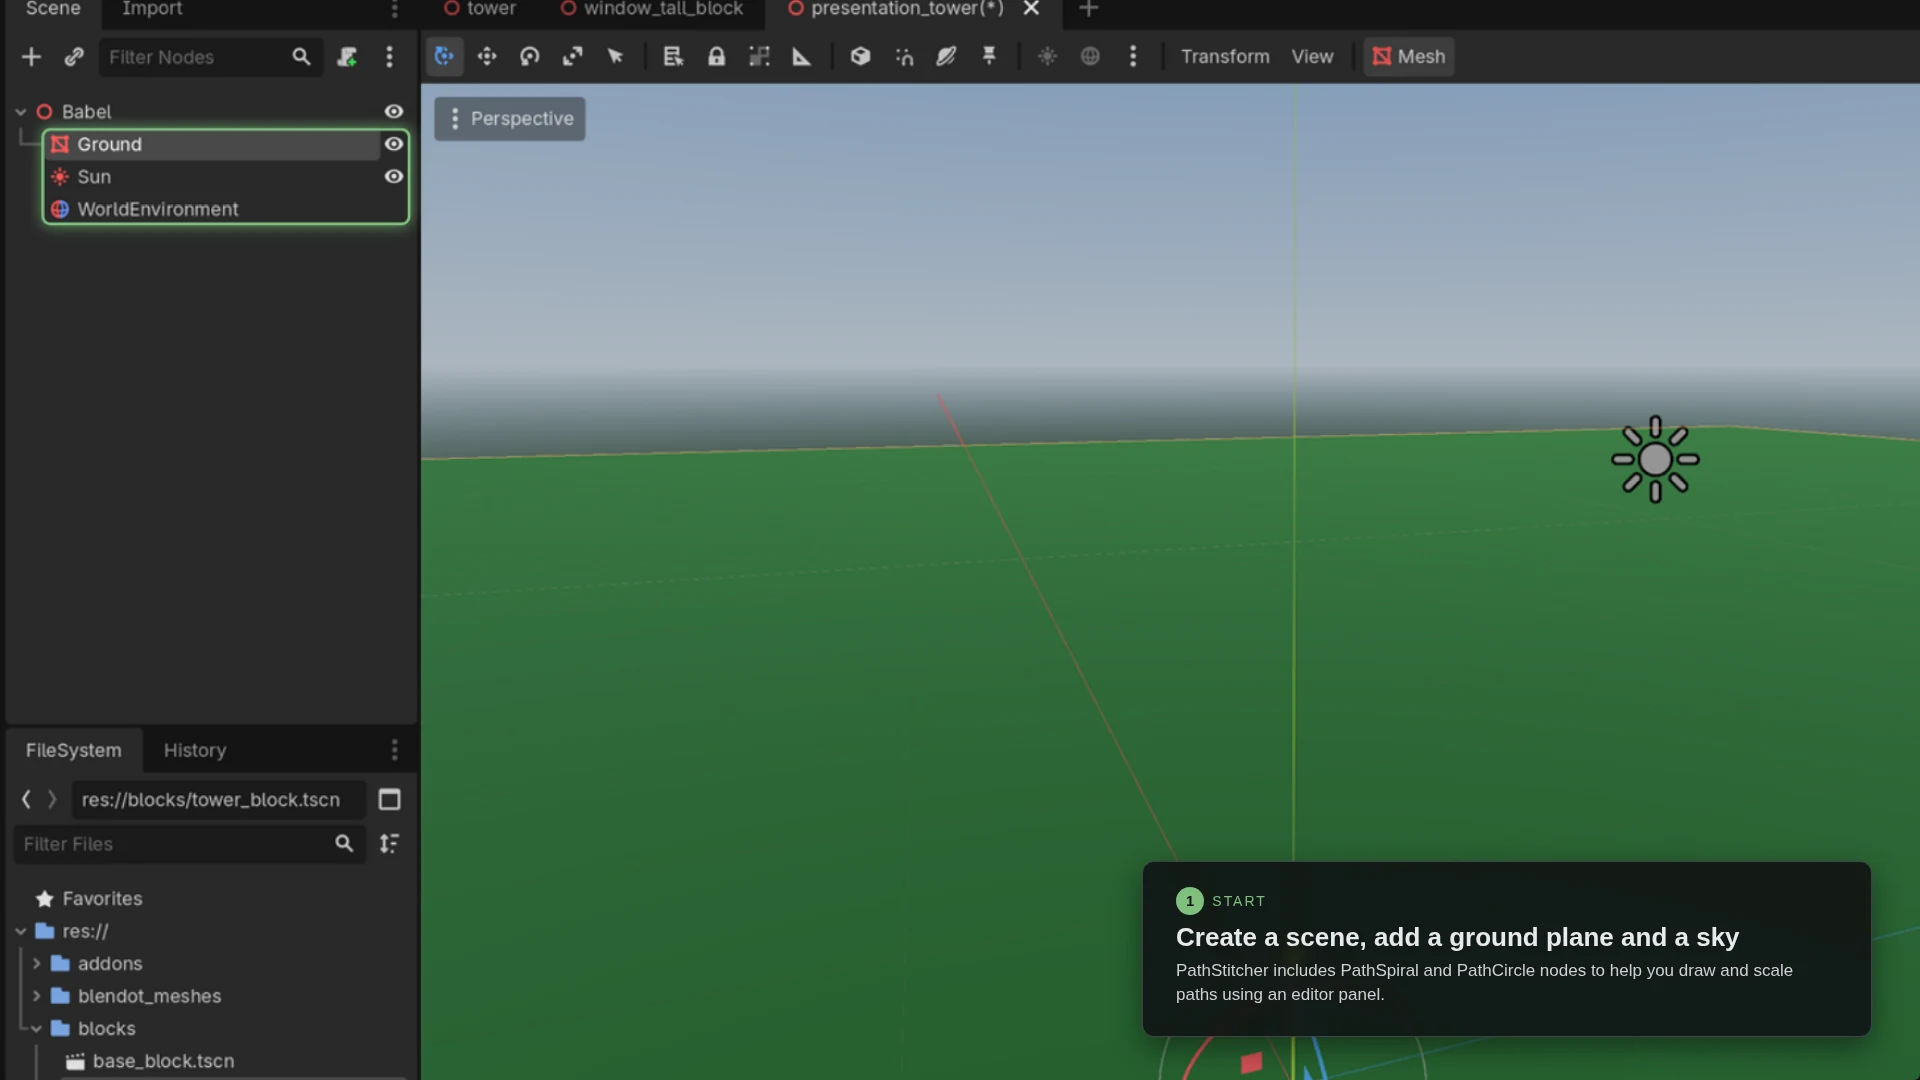 Scene Import
tower window_tall_block presentation_tower(*)
Filter Nodes
Transform View Mesh
Babel
Perspective
Ground
Sun
WorldEnvironment
FileSystem History
res://blocks/tower_block.tscn
Filter Files
Favorites
res://
addons
blendot_meshes
blocks
base_block.tscn
1 START
Create a scene, add a ground plane and a sky
PathStitcher includes PathSpiral and PathCircle nodes to help you draw and scale
paths using an editor panel.